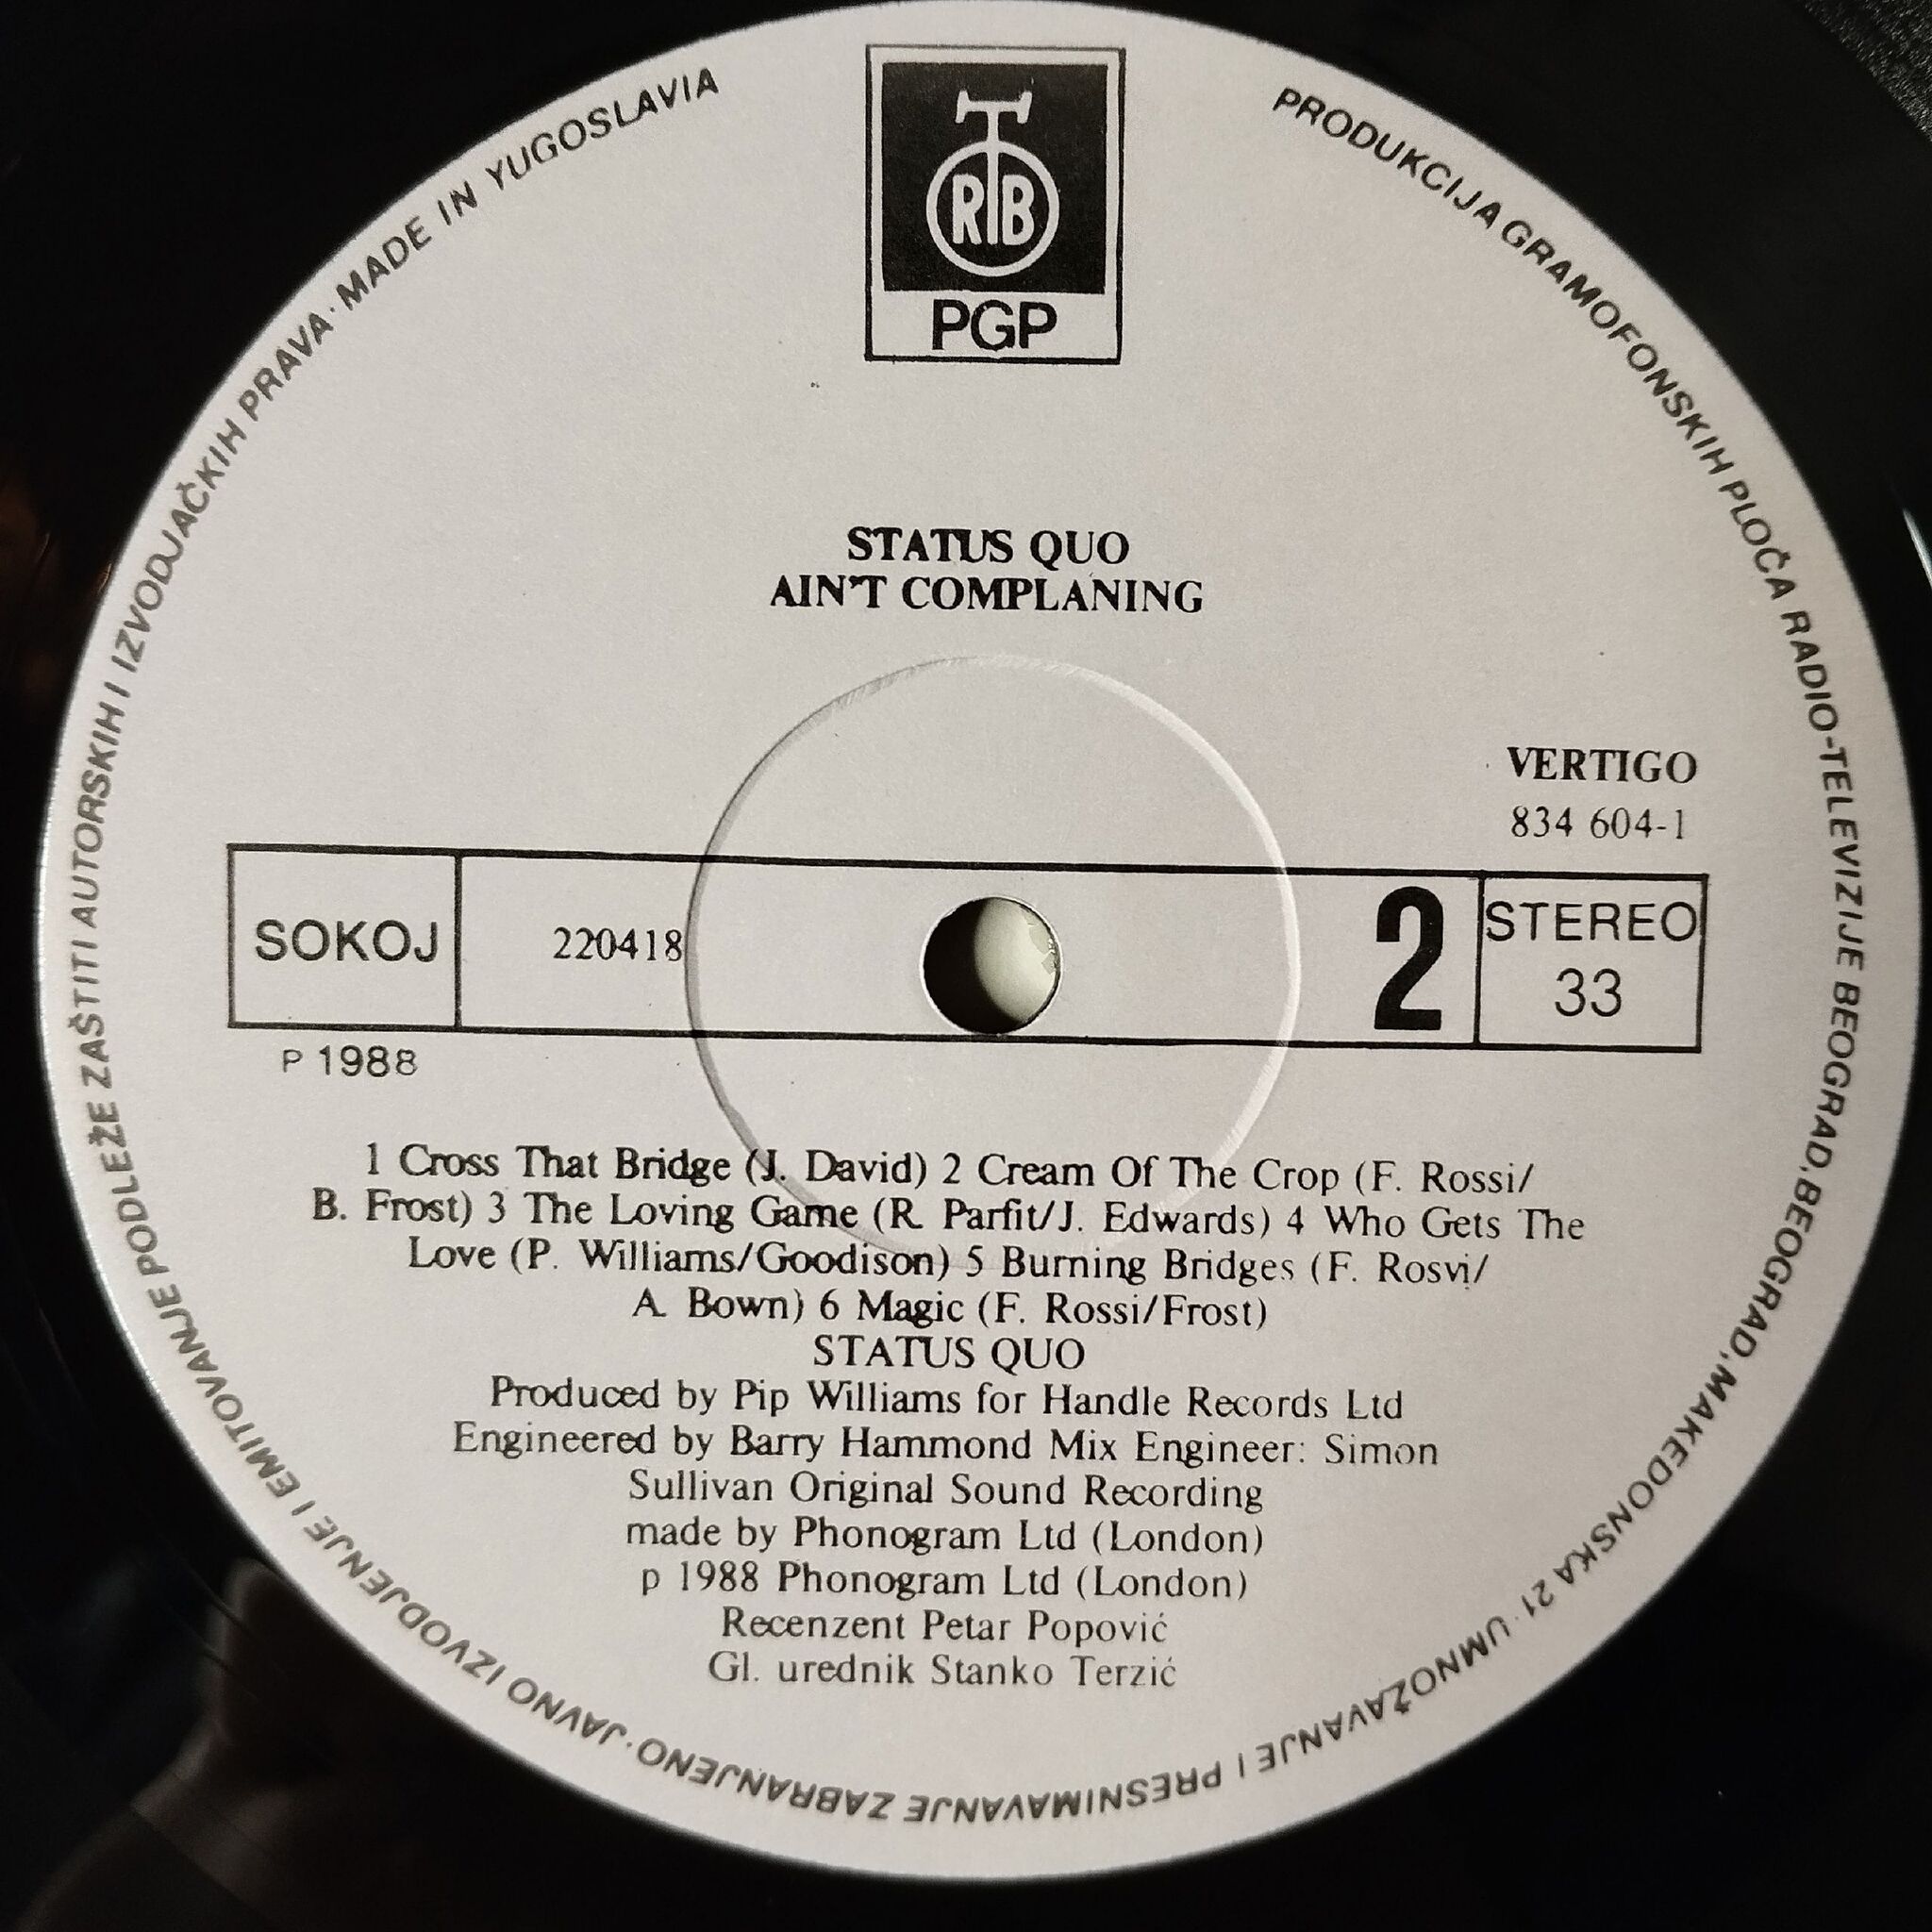 RTB
PGP
PRODUKCIJA GRAMOFONSKIH PLOČA RADIO-TELEVIZIJE BEOGRAD, BEOGRAD, MAKEDONSKA 21 · UMNOŽAVANJE I PRESNIMAVANJE ZABRANJENO · JAVNO IZVODJENJE I EMITOVANJE PODLEŽE ZAŠTITI AUTORSKIH I IZVODJAČKIH PRAVA · MADE IN YUGOSLAVIA
STATUS QUO
AIN'T COMPLANING
VERTIGO
834 604-1
SOKOJ
220418
2
STEREO
33
P 1988
1 Cross That Bridge (J. David) 2 Cream Of The Crop (F. Rossi/
B. Frost) 3 The Loving Game (R. Parfit/J. Edwards) 4 Who Gets The
Love (P. Williams/Goodison) 5 Burning Bridges (F. Rosvi/
A. Bown) 6 Magic (F. Rossi/Frost)
STATUS QUO
Produced by Pip Williams for Handle Records Ltd
Engineered by Barry Hammond Mix Engineer: Simon
Sullivan Original Sound Recording
made by Phonogram Ltd (London)
p 1988 Phonogram Ltd (London)
Recenzent Petar Popović
Gl. urednik Stanko Terzić